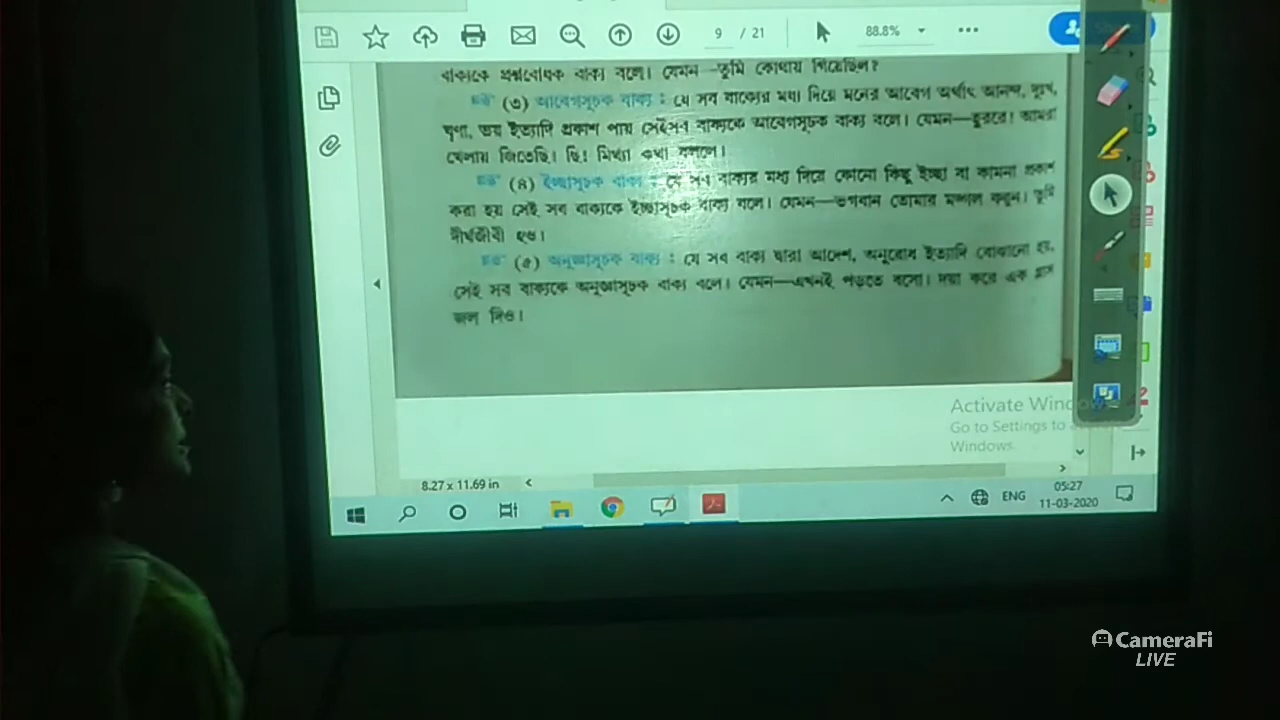 9 / 21
88.8%
বাক্যকে প্রশ্নবোধক বাক্য বলে। যেমন—তুমি কোথায় গিয়েছিলে?
(৩) আবেগসূচক বাক্য : যে সব বাক্যের মধ্য দিয়ে মনের আবেগ অর্থাৎ আনন্দ, দুঃখ,
ঘৃণা, ভয় ইত্যাদি প্রকাশ পায় সেইসব বাক্যকে আবেগসূচক বাক্য বলে। যেমন—হুররে! আমরা
খেলায় জিতেছি। ছি! মিথ্যা কথা বললে।
(৪) ইচ্ছাসূচক বাক্য : যে সব বাক্যের মধ্য দিয়ে কোনো কিছু ইচ্ছা বা কামনা প্রকাশ
করা হয় সেই সব বাক্যকে ইচ্ছাসূচক বাক্য বলে। যেমন—ভগবান তোমার মঙ্গল করুন। তুমি
দীর্ঘজীবী হও।
(৫) অনুজ্ঞাসূচক বাক্য : যে সব বাক্য দ্বারা আদেশ, অনুরোধ ইত্যাদি বোঝানো হয়,
সেই সব বাক্যকে অনুজ্ঞাসূচক বাক্য বলে। যেমন—এখনই পড়তে বসো। দয়া করে এক গ্লাস
জল দিও।
Activate Windows
Go to Settings to
Windows.
8.27 x 11.69 in
ENG
05:27
11-03-2020
CameraFi
LIVE